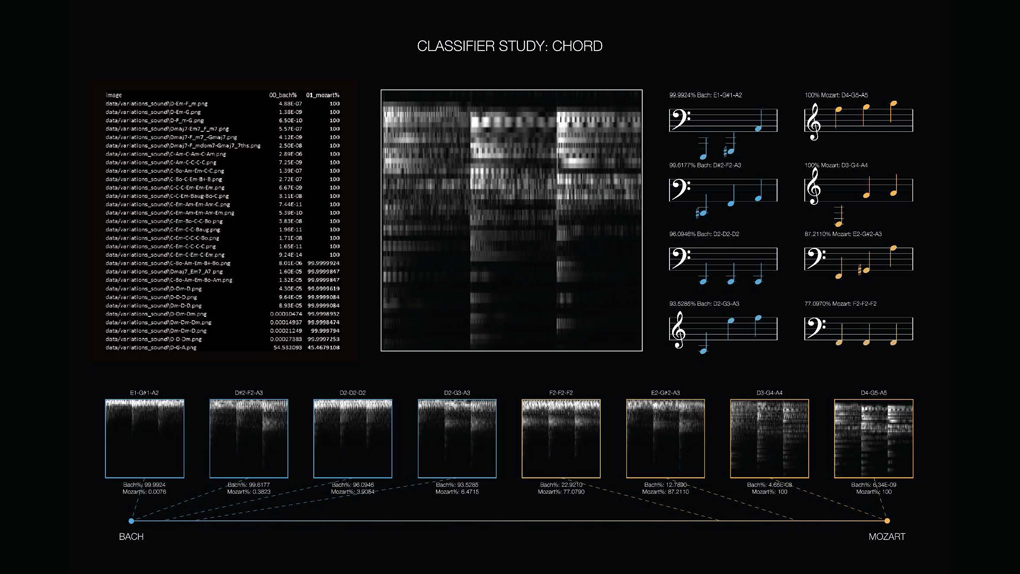 CLASSIFIER STUDY: CHORD
Image 00_bach% 01_mozart%
data/variations_sound\D-Em-F_m.png 4.88E-07 100
data/variations_sound\D-Em-G.png 1.38E-09 100
data/variations_sound\D-F_m-G.png 6.50E-10 100
data/variations_sound\Dmaj7-Em7_F_m7.png 5.57E-07 100
data/variations_sound\Dmaj7-F_m7_-Gmaj7.png 4.12E-09 100
data/variations_sound\Dmaj7-F_mdom7-Gmaj7_7ths.png 2.50E-08 100
data/variations_sound\C-Am-C-Am-C-Am.png 2.89E-06 100
data/variations_sound\C-Am-C-C-C-C.png 7.25E-09 100
data/variations_sound\C-Bo-Am-Em-C-C.png 1.39E-07 100
data/variations_sound\C-Bo-C-C-Em-Bi-B.png 2.72E-07 100
data/variations_sound\C-C-C-Em-Em-Em.png 6.67E-09 100
data/variations_sound\C-C-Em-Baug-Bo-C.png 3.11E-08 100
data/variations_sound\C-Em-Am-Em-Am-C.png 7.44E-11 100
data/variations_sound\C-Em-Am-Em-Am-Em.png 5.39E-10 100
data/variations_sound\C-Em-Bo-C-C-Bo.png 3.83E-08 100
data/variations_sound\C-Em-C-C-Baug.png 1.96E-11 100
data/variations_sound\C-Em-C-C-C-Bo.png 1.71E-08 100
data/variations_sound\C-Em-C-C-C-C.png 1.65E-11 100
data/variations_sound\C-Em-C-Em-C-Em.png 9.24E-14 100
data/variations_sound\C-Bo-Am-Em-Bi-Bo.png 8.01E-06 99.9999924
data/variations_sound\Dmaj7_Em7_A7.png 1.60E-05 99.9999847
data/variations_sound\C-Bo-Am-Em-Bo-Am.png 1.32E-05 99.9999847
data/variations_sound\D-Dm-D.png 4.30E-05 99.9999619
data/variations_sound\D-D-D.png 9.64E-05 99.9999084
data/variations_sound\Dm-D-D.png 8.93E-05 99.9999084
data/variations_sound\D-Dm-Dm.png 0.00010474 99.9998932
data/variations_sound\Dm-Dm-Dm.png 0.00014937 99.9998474
data/variations_sound\Dm-Dm-D.png 0.00021249 99.999794
data/variations_sound\D-D-Dm.png 0.00027383 99.9997253
data/variations_sound\D-G-A.png 54.532093 45.4679108
99.9924% Bach: E1-G#1-A2
100% Mozart: D4-G5-A5
99.6177% Bach: D#2-F2-A3
100% Mozart: D3-G4-A4
96.0946% Bach: D2-D2-D2
87.2110% Mozart: E2-G#2-A3
93.5285% Bach: D2-G3-A3
77.0970% Mozart: F2-F2-F2
E1-G#1-A2
D#2-F2-A3
D2-D2-D2
D2-G3-A3
F2-F2-F2
E2-G#2-A3
D3-G4-A4
D4-G5-A5
Bach%: 99.9924
Mozart%: 0.0076
Bach%: 99.6177
Mozart%: 0.3823
Bach%: 96.0946
Mozart%: 3.9054
Bach%: 93.5285
Mozart%: 6.4715
Bach%: 22.9210
Mozart%: 77.0790
Bach%: 12.7890
Mozart%: 87.2110
Bach%: 4.65E-08
Mozart%: 100
Bach%: 6.34E-09
Mozart%: 100
BACH
MOZART